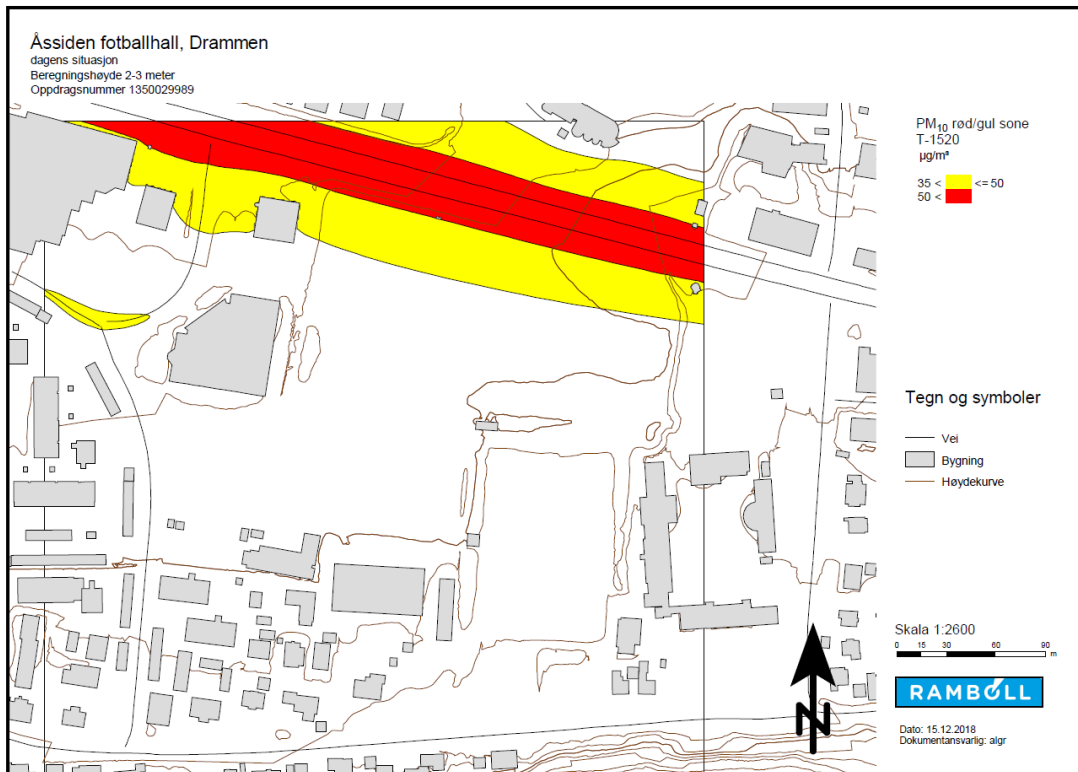 Åssiden fotballhall, Drammen
dagens situasjon
Beregningshøyde 2-3 meter
Oppdragsnummer 1350029989
PM10 rød/gul sone
T-1520
µg/m³
35 < <= 50
50 <
Tegn og symboler
Vei
Bygning
Høydekurve
Skala 1:2600
0 15 30 60 90
m
RAMBOLL
Dato: 15.12.2018
Dokumentansvarlig: algr
N